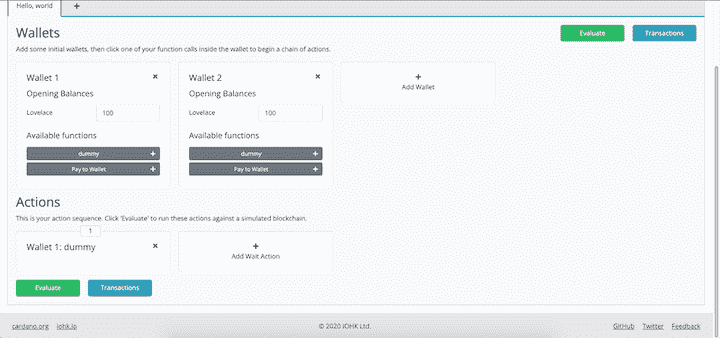 Hello, world +
Wallets
Evaluate Transactions
Add some initial wallets, then click one of your function calls inside the wallet to begin a chain of actions.
Wallet 1 × Wallet 2 × +
Add Wallet
Opening Balances Opening Balances
Lovelace 100 Lovelace 100
Available functions Available functions
dummy + dummy +
Pay to Wallet + Pay to Wallet +
Actions
This is your action sequence. Click 'Evaluate' to run these actions against a simulated blockchain.
1
Wallet 1: dummy × +
Add Wait Action
Evaluate Transactions
cardano.org iohk.io © 2020 IOHK Ltd. GitHub Twitter Feedback